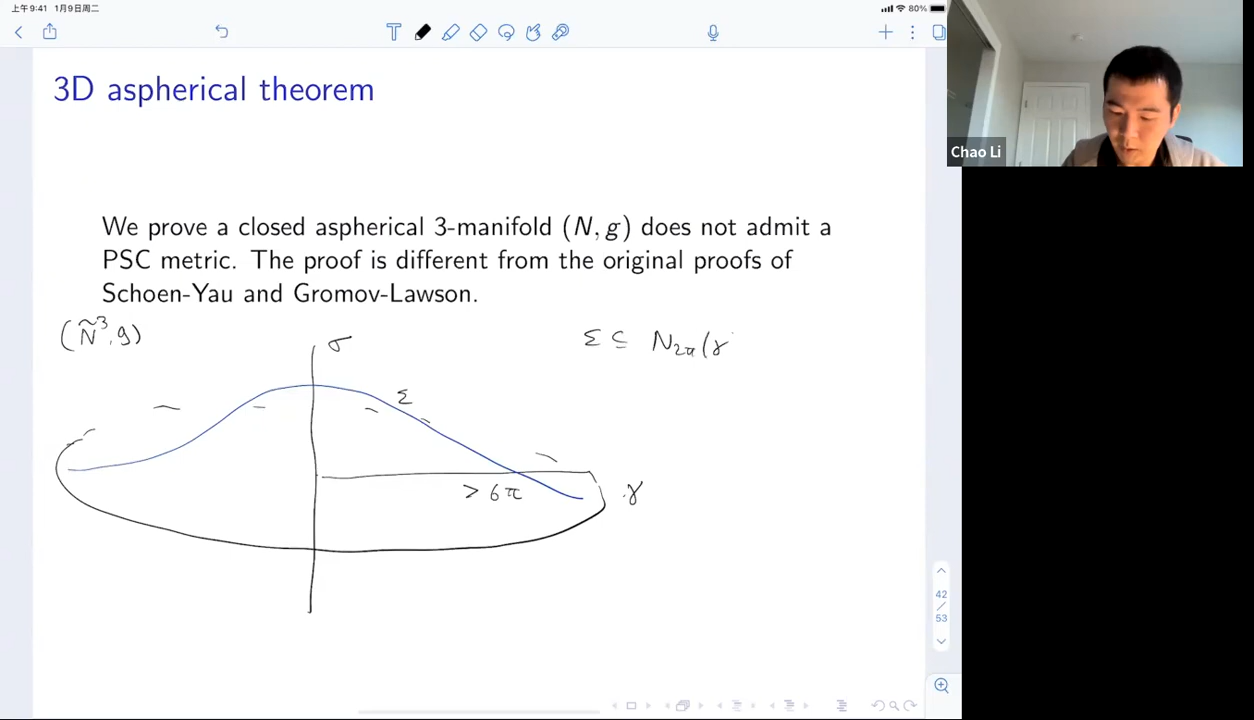 上午9:41 1月9日周二
80%
3D aspherical theorem
Chao Li
We prove a closed aspherical 3-manifold (N, g) does not admit a
PSC metric. The proof is different from the original proofs of
Schoen-Yau and Gromov-Lawson.
(Ñ³, g)
σ
Σ ⊆ N₂π(γ
Σ
> 6π
γ
42
/
53